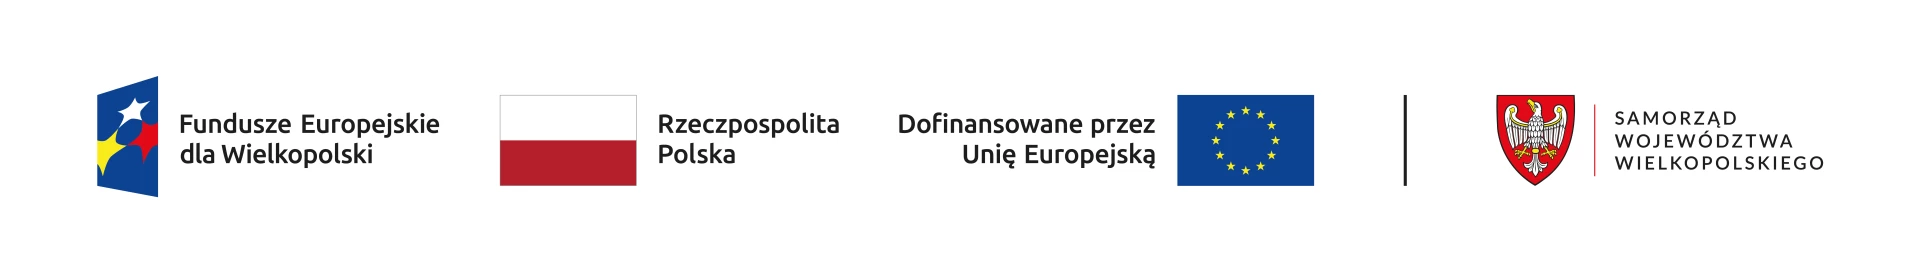 Fundusze Europejskie
dla Wielkopolski
Rzeczpospolita
Polska
Dofinansowane przez
Unię Europejską
SAMORZĄD
WOJEWÓDZTWA
WIELKOPOLSKIEGO